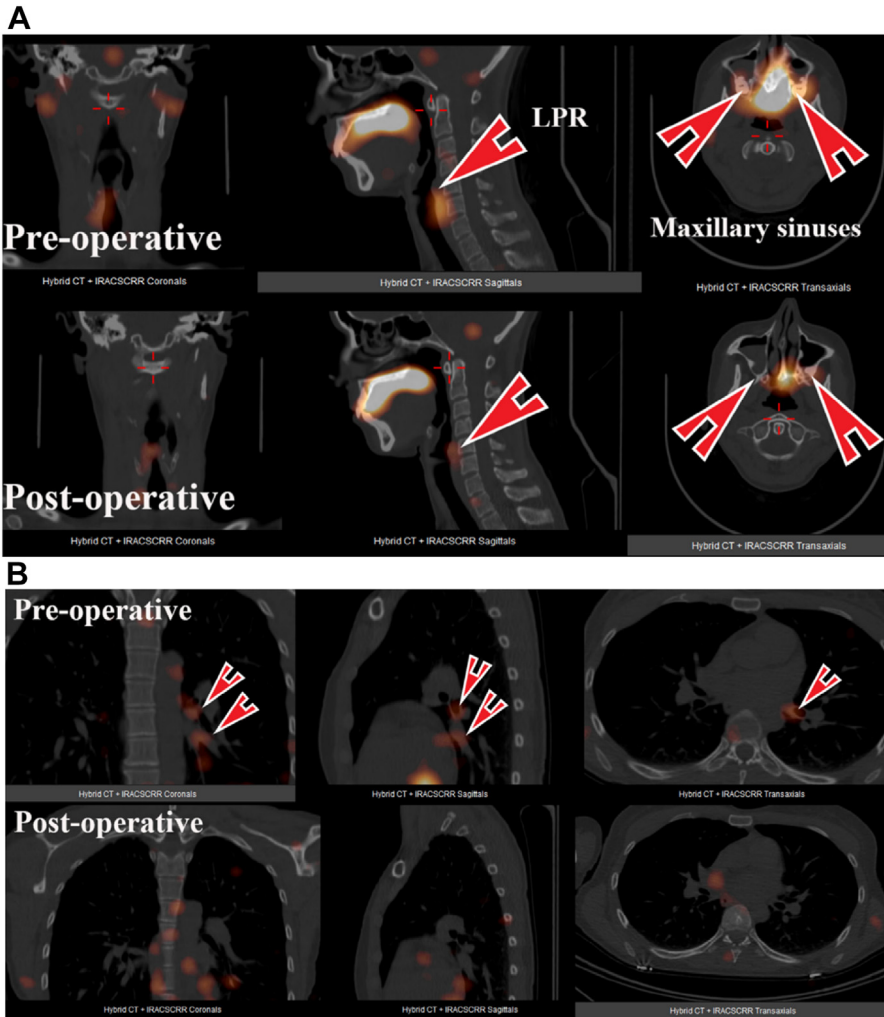 A
LPR
Pre-operative
Maxillary sinuses
Hybrid CT + IRACSCRR Coronals
Hybrid CT + IRACSCRR Sagittals
Hybrid CT + IRACSCRR Transaxials
Post-operative
Hybrid CT + IRACSCRR Coronals
Hybrid CT + IRACSCRR Sagittals
Hybrid CT + IRACSCRR Transaxials
B
Pre-operative
Hybrid CT + IRACSCRR Coronals
Hybrid CT + IRACSCRR Sagittals
Hybrid CT + IRACSCRR Transaxials
Post-operative
Hybrid CT + IRACSCRR Coronals
Hybrid CT + IRACSCRR Sagittals
Hybrid CT + IRACSCRR Transaxials